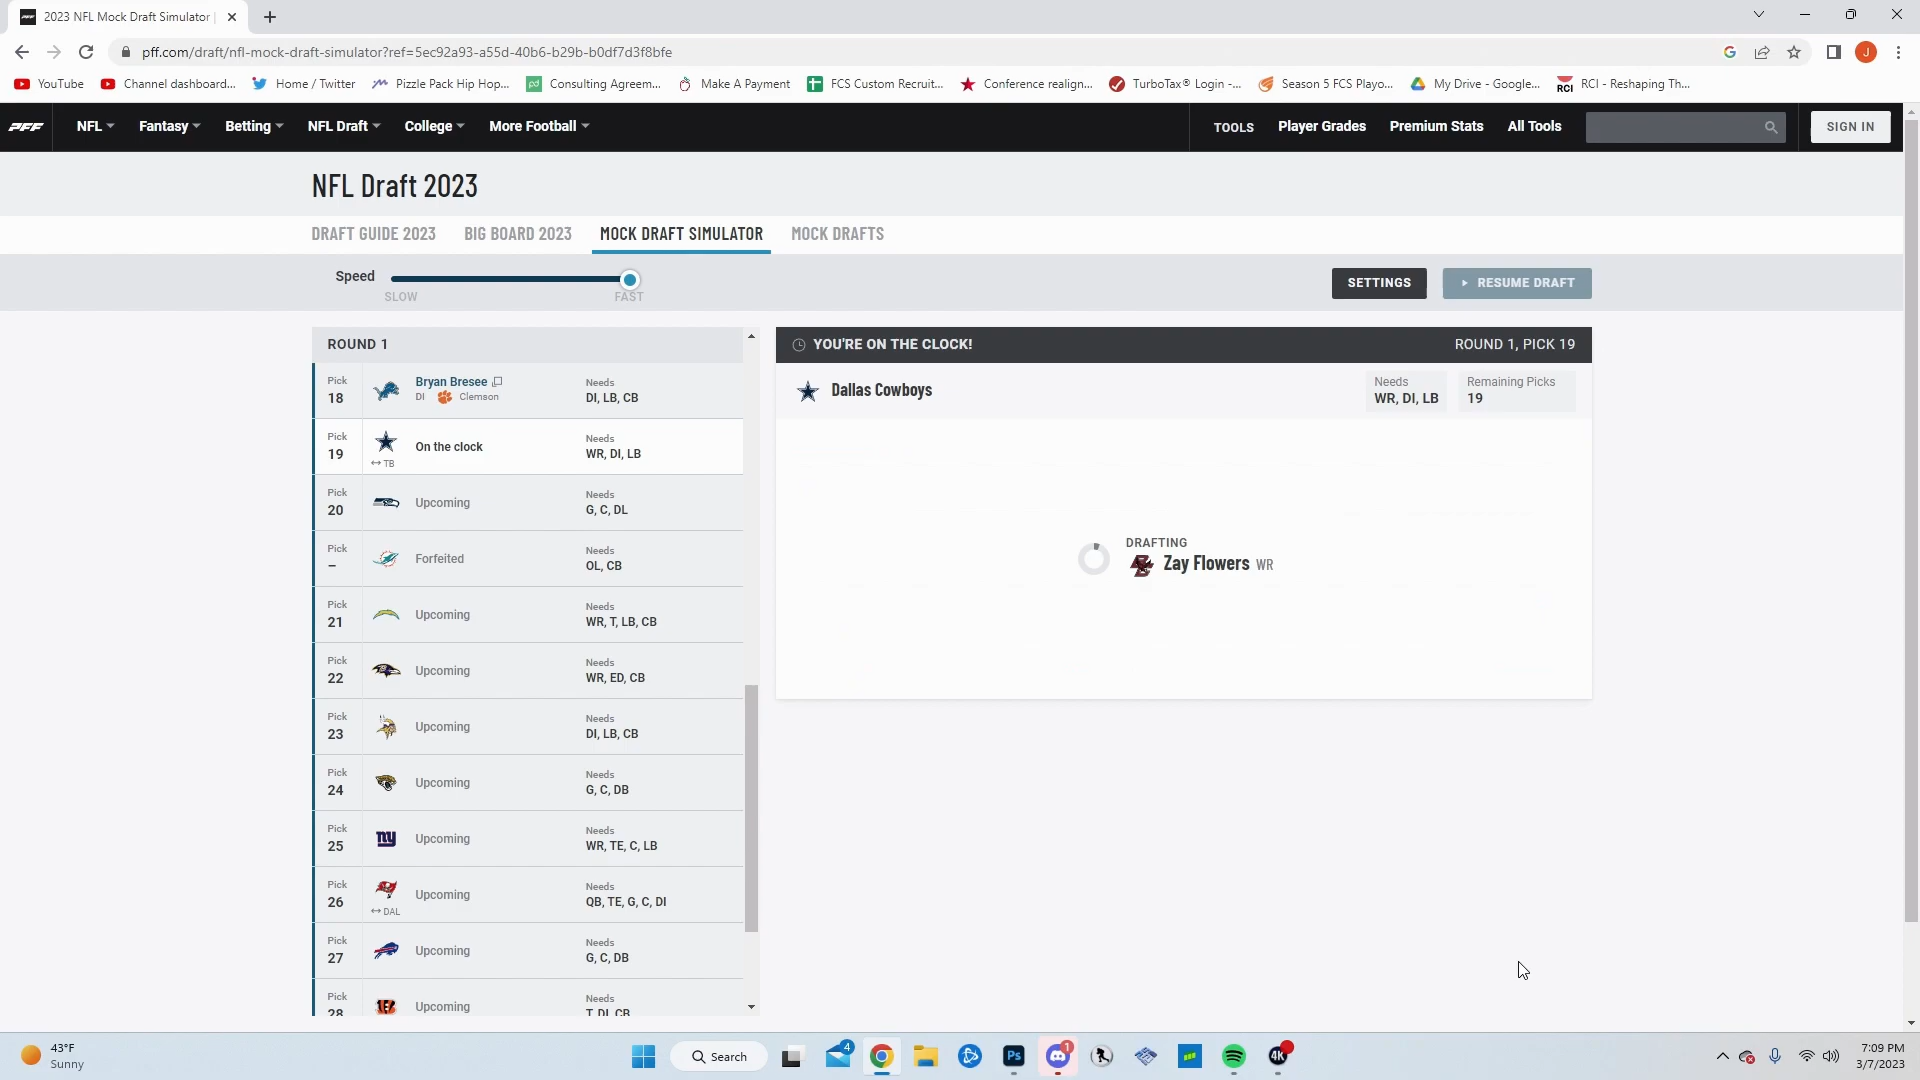 2023 NFL Mock Draft Simulator |
pff.com/draft/nfl-mock-draft-simulator?ref=5ec92a93-a55d-40b6-b29b-b0df7d3f8bfe
J
YouTube Channel dashboard... Home / Twitter Pizzle Pack Hip Hop... Consulting Agreem... Make A Payment FCS Custom Recruit... Conference realign... TurboTax® Login -... Season 5 FCS Playo... My Drive - Google... RCI RCI - Reshaping Th...
PFF NFL Fantasy Betting NFL Draft College More Football TOOLS Player Grades Premium Stats All Tools SIGN IN
NFL Draft 2023
DRAFT GUIDE 2023 BIG BOARD 2023 MOCK DRAFT SIMULATOR MOCK DRAFTS
Speed
SLOW FAST
SETTINGS RESUME DRAFT
ROUND 1
Pick 18 Bryan Bresee DI Clemson Needs DI, LB, CB
Pick 19 TB On the clock Needs WR, DI, LB
Pick 20 Upcoming Needs G, C, DL
Pick – Forfeited Needs OL, CB
Pick 21 Upcoming Needs WR, T, LB, CB
Pick 22 Upcoming Needs WR, ED, CB
Pick 23 Upcoming Needs DI, LB, CB
Pick 24 Upcoming Needs G, C, DB
Pick 25 ny Upcoming Needs WR, TE, C, LB
Pick 26 DAL Upcoming Needs QB, TE, G, C, DI
Pick 27 Upcoming Needs G, C, DB
Pick 28 Upcoming Needs T, DI, CB
YOU'RE ON THE CLOCK! ROUND 1, PICK 19
Dallas Cowboys
Needs
WR, DI, LB
Remaining Picks
19
DRAFTING
Zay Flowers WR
43°F
Sunny
Search
4
Ps
1
4K
7:09 PM
3/7/2023